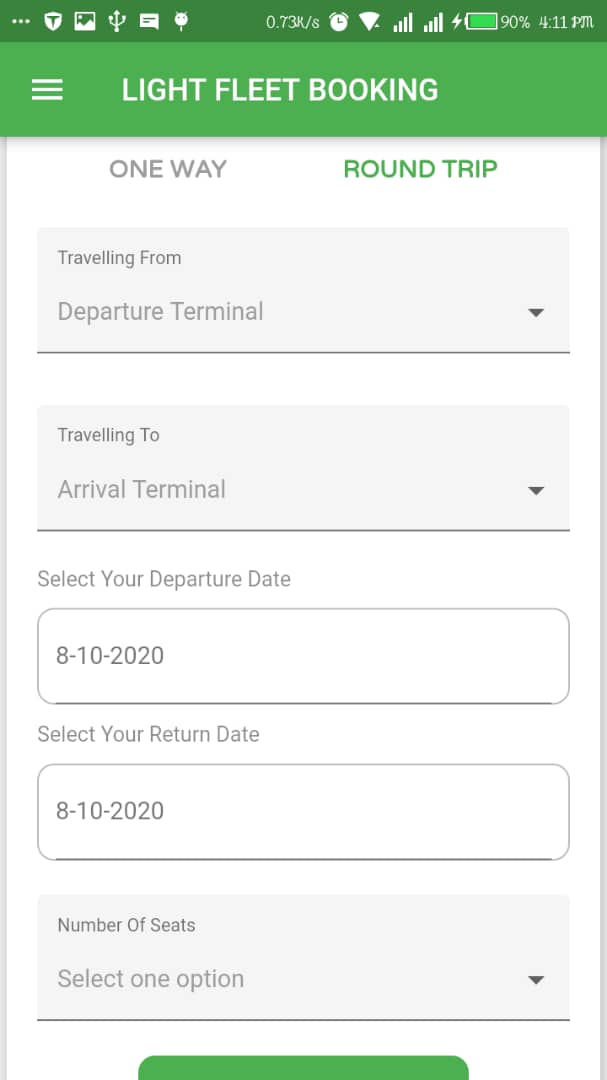 0.73K/s 90% 4:11 PM
LIGHT FLEET BOOKING
ONE WAY ROUND TRIP
Travelling From
Departure Terminal
Travelling To
Arrival Terminal
Select Your Departure Date
8-10-2020
Select Your Return Date
8-10-2020
Number Of Seats
Select one option